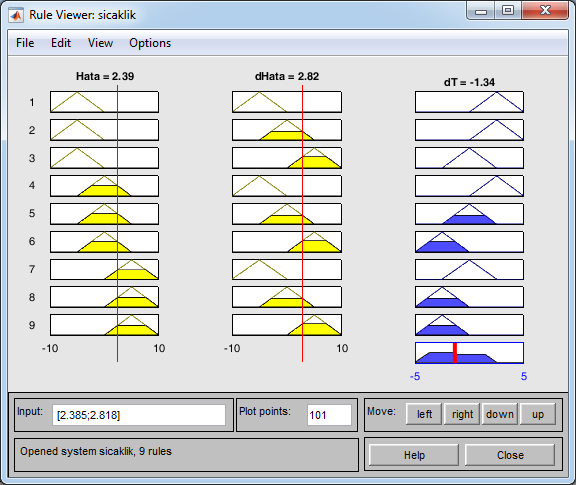 Rule Viewer: sicaklik
File Edit View Options
Hata = 2.39 dHata = 2.82 dT = -1.34
1
2
3
4
5
6
7
8
9
-10 10 -10 10
-5 5
Input: [2.385;2.818] Plot points: 101 Move: left right down up
Opened system sicaklik, 9 rules Help Close